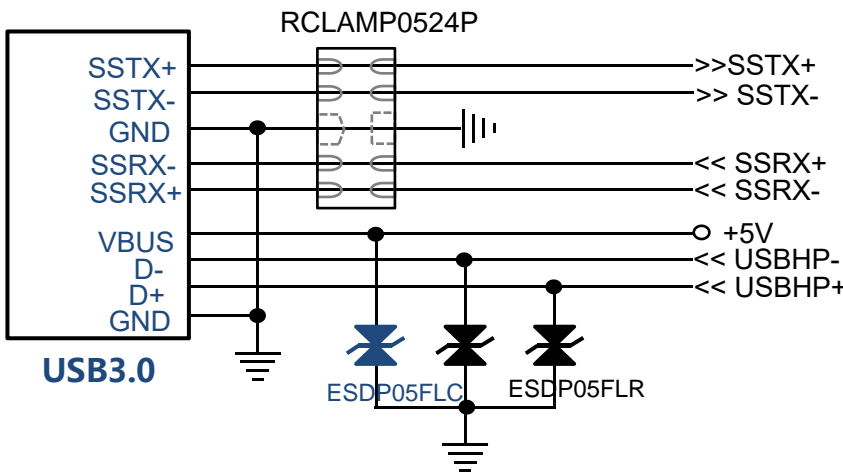 RCLAMP0524P
SSTX+ >>SSTX+
SSTX- >> SSTX-
GND
SSRX- << SSRX+
SSRX+ << SSRX-
VBUS +5V
D- << USBHP-
D+ << USBHP+
GND
USB3.0
ESDP05FLC ESDP05FLR